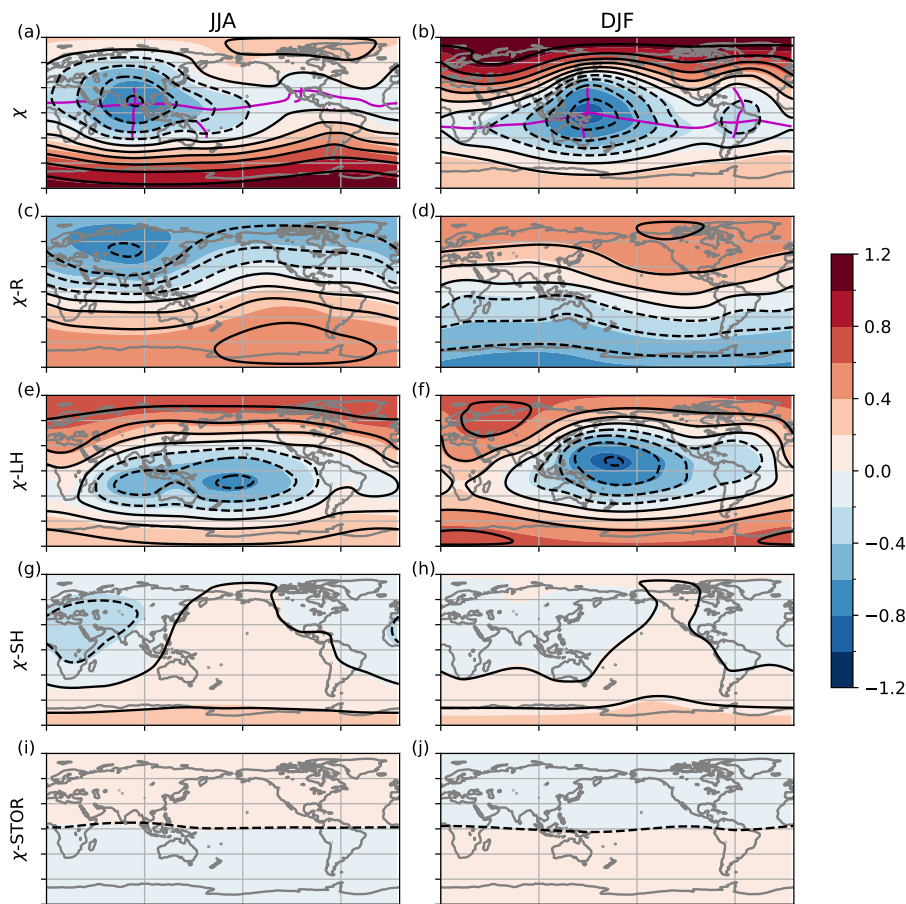 JJA
DJF
(a)
(b)
χ
(c)
(d)
χ-R
(e)
(f)
χ-LH
(g)
(h)
χ-SH
(i)
(j)
χ-STOR
1.2
0.8
0.4
0.0
−0.4
−0.8
−1.2